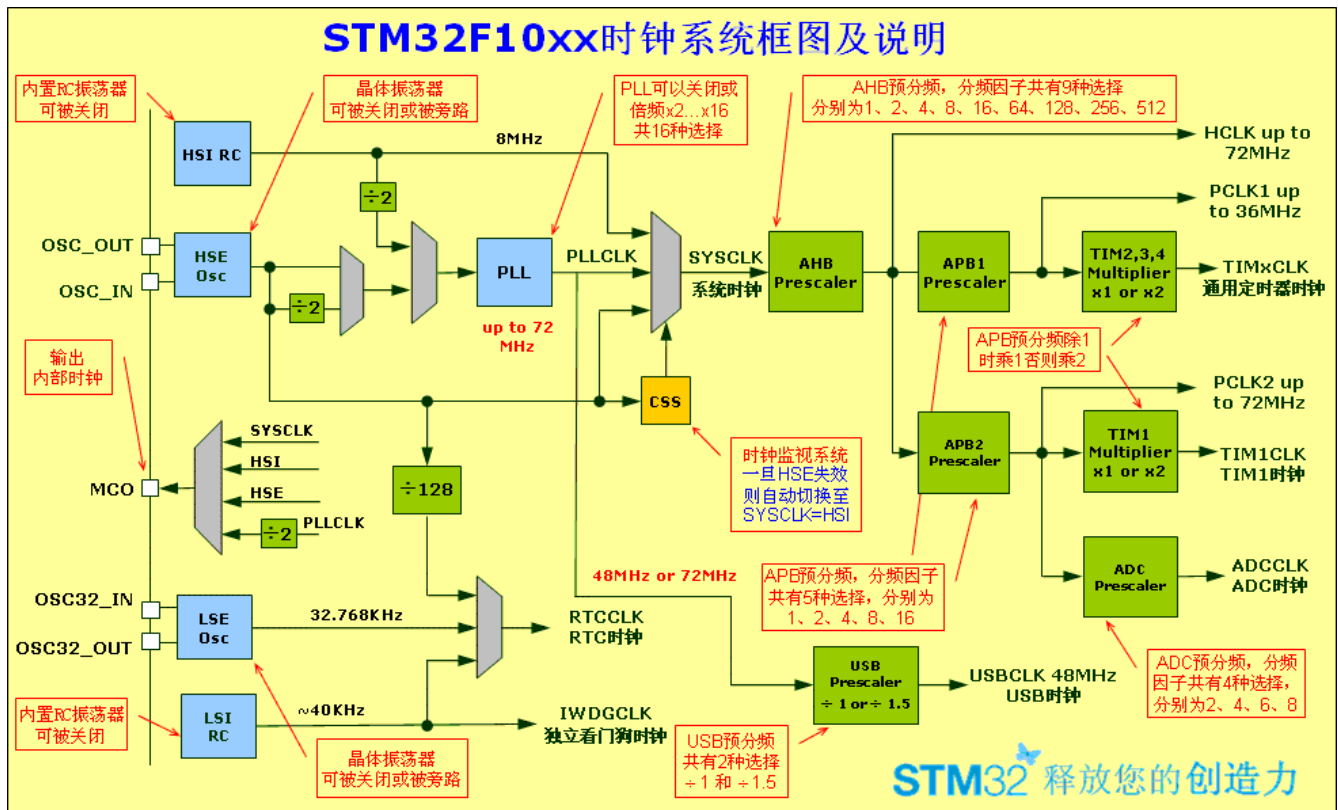 STM32F10xx时钟系统框图及说明
内置RC振荡器
可被关闭
晶体振荡器
可被关闭或被旁路
PLL可以关闭或
倍频x2...x16
共16种选择
AHB预分频，分频因子共有9种选择
分别为1、2、4、8、16、64、128、256、512
HSI RC
8MHz
HCLK up to
72MHz
÷2
PCLK1 up
to 36MHz
OSC_OUT
OSC_IN
HSE
Osc
÷2
PLL
PLLCLK
up to 72
MHz
SYSCLK
系统时钟
AHB
Prescaler
APB1
Prescaler
TIM2,3,4
Multiplier
x1 or x2
TIMxCLK
通用定时器时钟
APB预分频除1
时乘1否则乘2
输出
内部时钟
CSS
PCLK2 up
to 72MHz
APB2
Prescaler
TIM1
Multiplier
x1 or x2
TIM1CLK
TIM1时钟
SYSCLK
HSI
HSE
PLLCLK
÷2
MCO
÷128
时钟监视系统
一旦HSE失效
则自动切换至
SYSCLK=HSI
48MHz or 72MHz
APB预分频，分频因子
共有5种选择，分别为
1、2、4、8、16
ADC
Prescaler
ADCCLK
ADC时钟
OSC32_IN
OSC32_OUT
LSE
Osc
32.768KHz
RTCCLK
RTC时钟
USB
Prescaler
÷ 1 or ÷ 1.5
USBCLK 48MHz
USB时钟
ADC预分频，分频
因子共有4种选择，
分别为2、4、6、8
内置RC振荡器
可被关闭
LSI
RC
~40KHz
IWDGCLK
独立看门狗时钟
晶体振荡器
可被关闭或被旁路
USB预分频
共有2种选择
÷1 和 ÷1.5
STM32 释放您的创造力